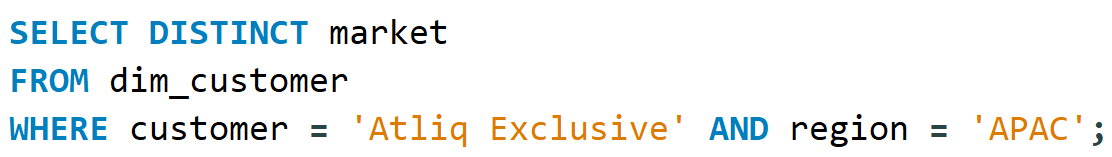 SELECT DISTINCT market
FROM dim_customer
WHERE customer = 'Atliq Exclusive' AND region = 'APAC';